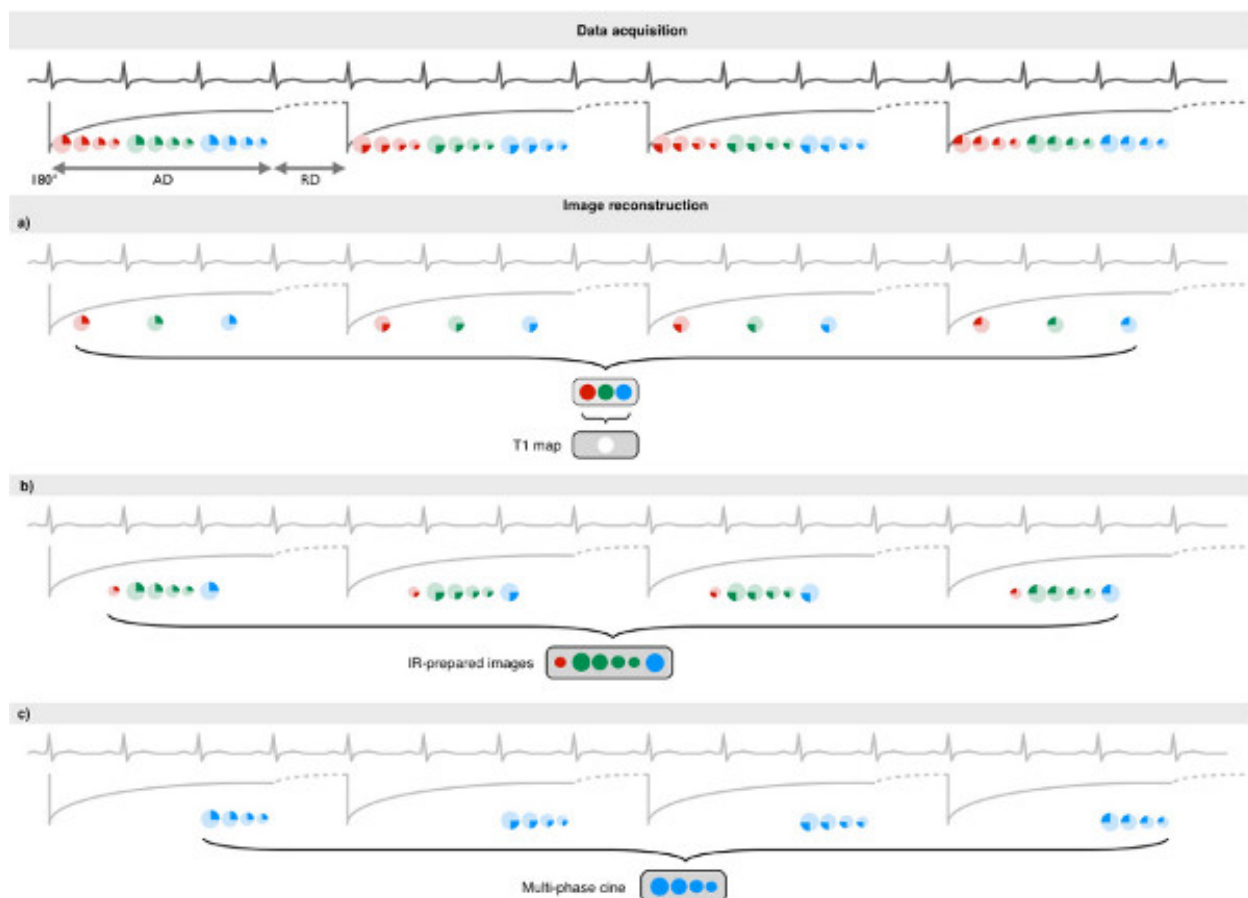 Data acquisition
180° AD RD
Image reconstruction
a)
T1 map
b)
IR-prepared images
c)
Multi-phase cine